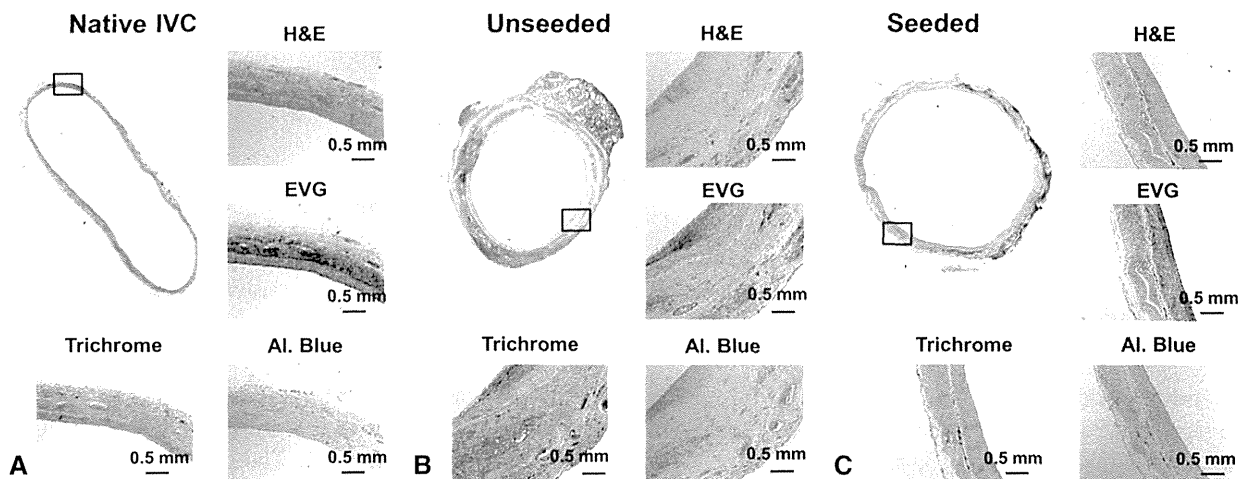 Native IVC
H&E
0.5 mm
EVG
0.5 mm
Trichrome
0.5 mm
Al. Blue
0.5 mm
A
Unseeded
H&E
0.5 mm
EVG
0.5 mm
Trichrome
0.5 mm
Al. Blue
0.5 mm
B
Seeded
H&E
0.5 mm
EVG
0.5 mm
Trichrome
0.5 mm
Al. Blue
0.5 mm
C